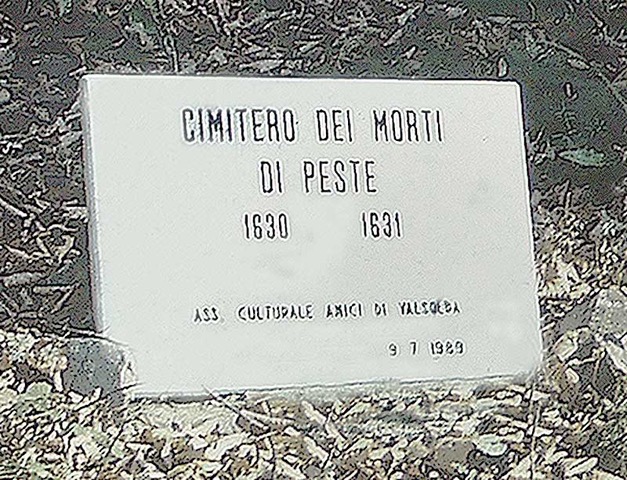 CIMITERO DEI MORTI
DI PESTE
1630 1631
ASS. CULTURALE AMICI DI VALSOLDA
9 7 1989